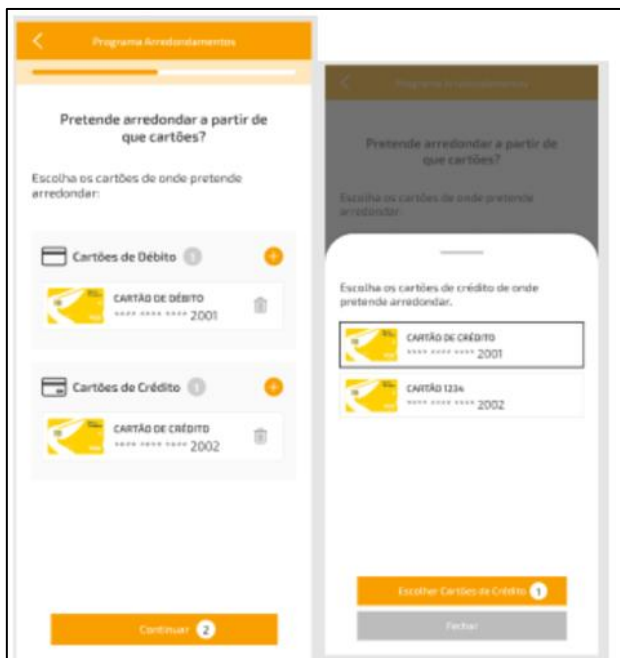 Programa Arredondamentos
Pretende arredondar a partir de
que cartões?
Escolha os cartões de onde pretende
arredondar:
Cartões de Débito 1
CARTÃO DE DÉBITO
**** **** **** 2001
Cartões de Crédito 1
CARTÃO DE CRÉDITO
**** **** **** 2002
Continuar 2
Programa Arredondamentos
Pretende arredondar a partir de
que cartões?
Escolha os cartões de onde pretende
arredondar:
Escolha os cartões de crédito de onde
pretende arredondar.
CARTÃO DE CRÉDITO
**** **** **** 2001
CARTÃO 1234
**** **** **** 2002
Escolher Cartões de Crédito 1
Fechar